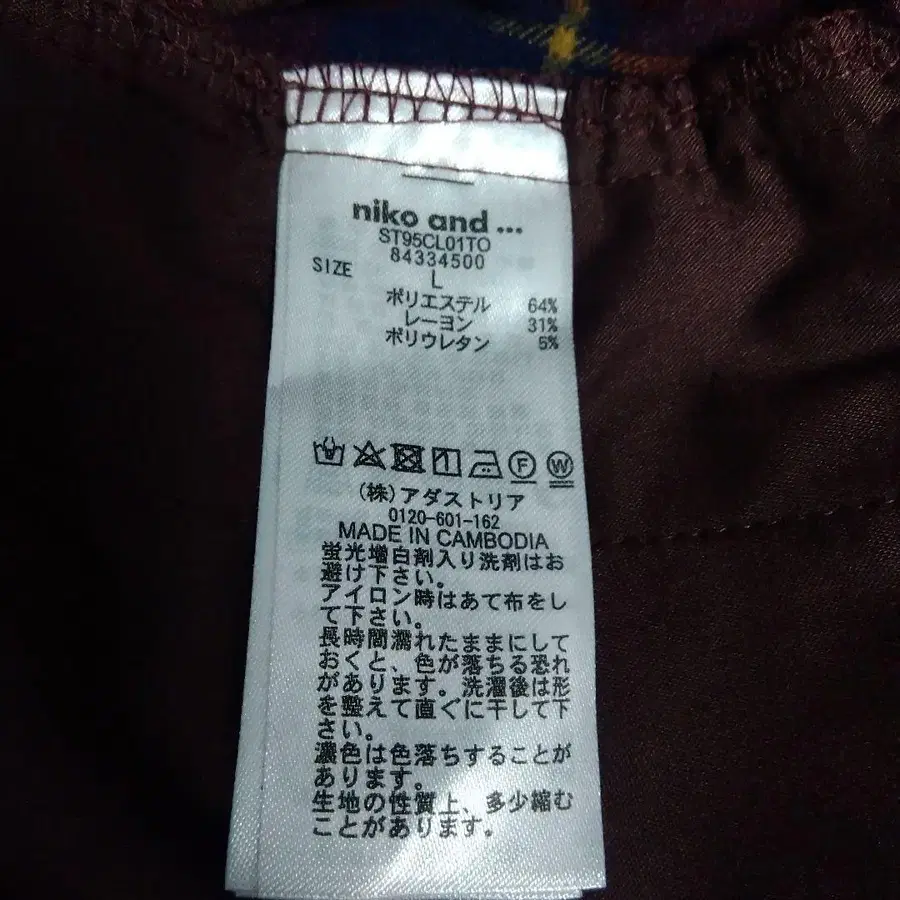 niko and ...
ST95CL01TO
84334500
SIZE L
ポリエステル 64%
レーヨン 31%
ポリウレタン 5%
F W
(株)アダストリア
0120-601-162
MADE IN CAMBODIA
蛍光増白剤入り洗剤はお
避け下さい。
アイロン時はあて布をし
て下さい。
長時間濡れたままにして
おくと、色が落ちる恐れ
があります。洗濯後は形
を整えて直ぐに干して下
さい。
濃色は色落ちすることが
あります。
生地の性質上、多少縮む
ことがあります。